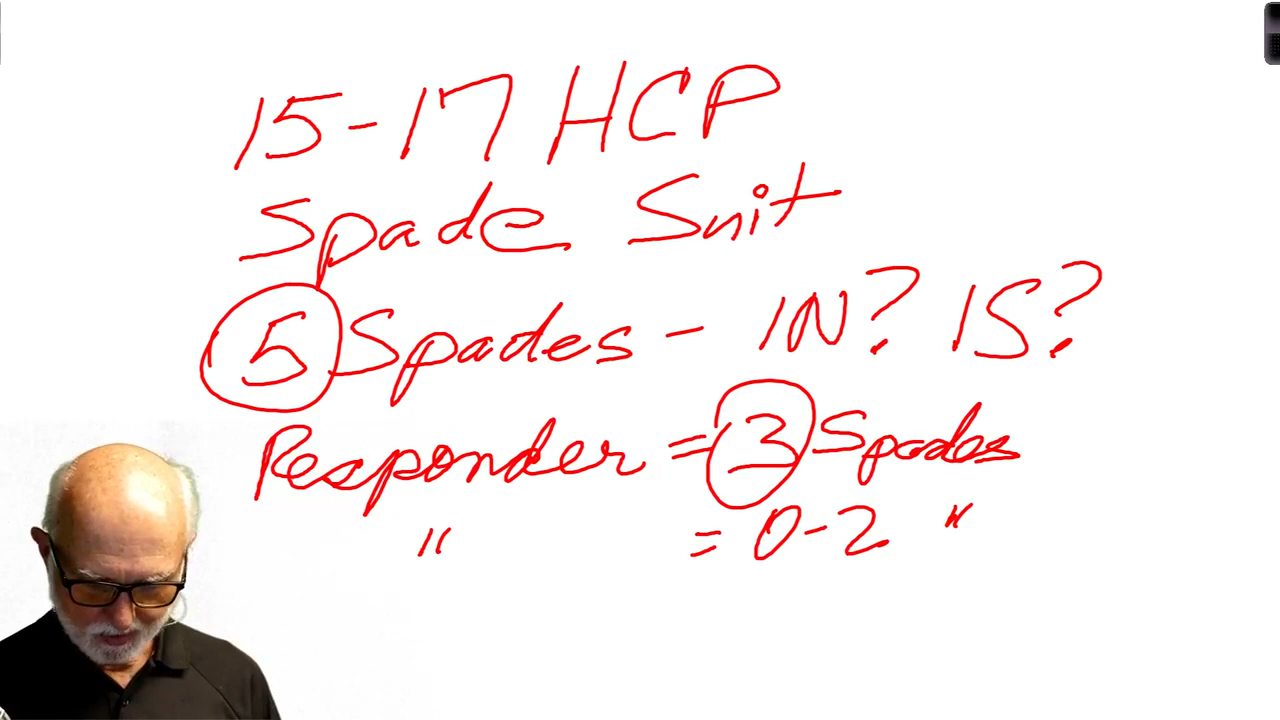 15-17 HCP
Spade Suit
5 Spades - 1N? 1S?
Responder = 3 Spades
" = 0-2 "